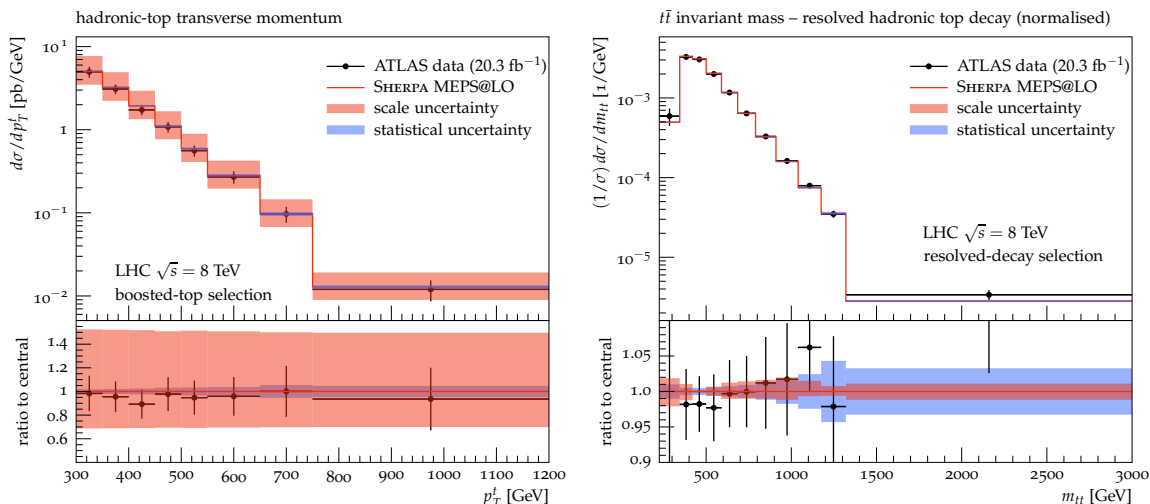 hadronic-top transverse momentum
dσ/dp_T^t [pb/GeV]
10^1
1
10^−1
10^−2
ATLAS data (20.3 fb^−1)
SHERPA MEPS@LO
scale uncertainty
statistical uncertainty
LHC √s = 8 TeV
boosted-top selection
ratio to central
1.4
1.2
1.0
0.8
0.6
300 400 500 600 700 800 900 1000 1100 1200
p_T^t [GeV]
tt̄ invariant mass – resolved hadronic top decay (normalised)
(1/σ) dσ/dm_tt [1/GeV]
10^−3
10^−4
10^−5
ATLAS data (20.3 fb^−1)
SHERPA MEPS@LO
scale uncertainty
statistical uncertainty
LHC √s = 8 TeV
resolved-decay selection
ratio to central
1.05
1.0
0.95
0.9
500 1000 1500 2000 2500 3000
m_tt [GeV]